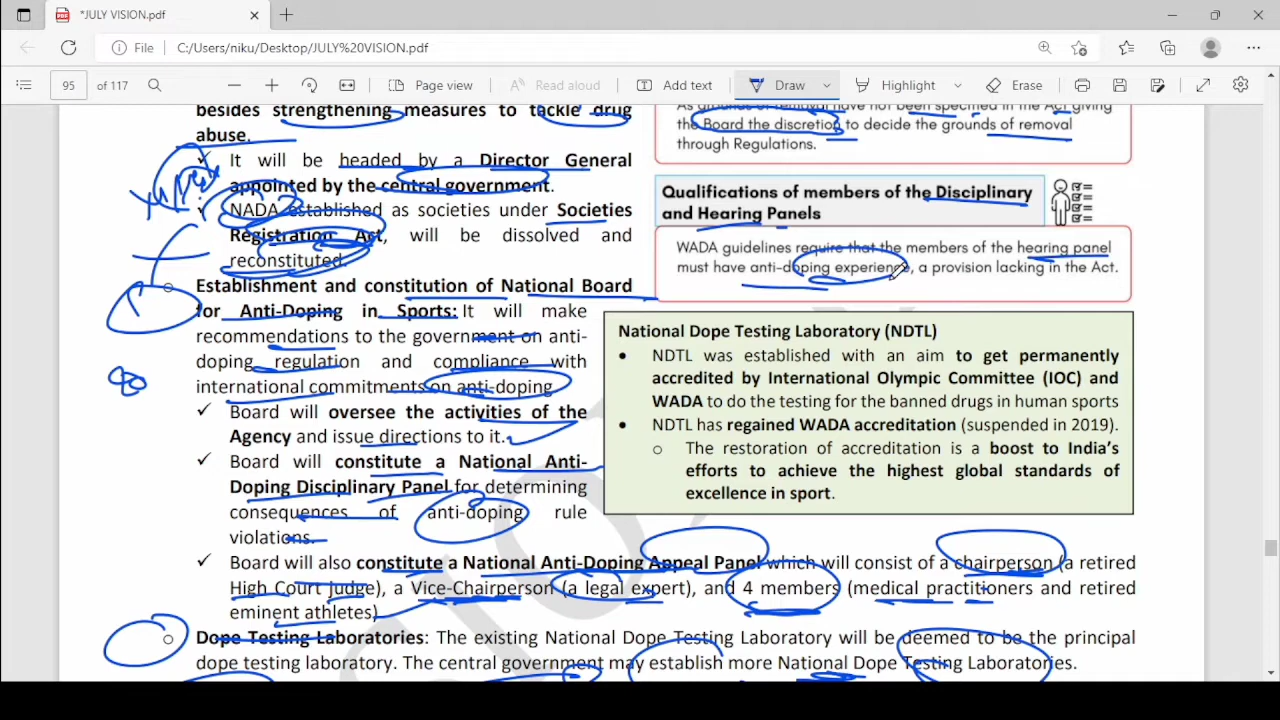 *JULY VISION.pdf
File C:/Users/niku/Desktop/JULY%20VISION.pdf
95 of 117 Page view Read aloud Add text Draw Highlight Erase
besides strengthening measures to tackle drug
abuse.
It will be headed by a Director General
appointed by the central government.
NADA established as societies under Societies
Registration Act, will be dissolved and
reconstituted.
Establishment and constitution of National Board
for Anti-Doping in Sports: It will make
recommendations to the government on anti-
doping regulation and compliance with
international commitments on anti-doping
Board will oversee the activities of the
Agency and issue directions to it.
Board will constitute a National Anti-
Doping Disciplinary Panel for determining
consequences of anti-doping rule
violations.
Board will also constitute a National Anti-Doping Appeal Panel which will consist of a chairperson (a retired
High Court judge), a Vice-Chairperson (a legal expert), and 4 members (medical practitioners and retired
eminent athletes)
Dope Testing Laboratories: The existing National Dope Testing Laboratory will be deemed to be the principal
dope testing laboratory. The central government may establish more National Dope Testing Laboratories.
As grounds of removal have not been specified in the Act giving
the Board the discretion to decide the grounds of removal
through Regulations.
Qualifications of members of the Disciplinary
and Hearing Panels
WADA guidelines require that the members of the hearing panel
must have anti-doping experience, a provision lacking in the Act.
National Dope Testing Laboratory (NDTL)
• NDTL was established with an aim to get permanently
accredited by International Olympic Committee (IOC) and
WADA to do the testing for the banned drugs in human sports
• NDTL has regained WADA accreditation (suspended in 2019).
The restoration of accreditation is a boost to India's
efforts to achieve the highest global standards of
excellence in sport.